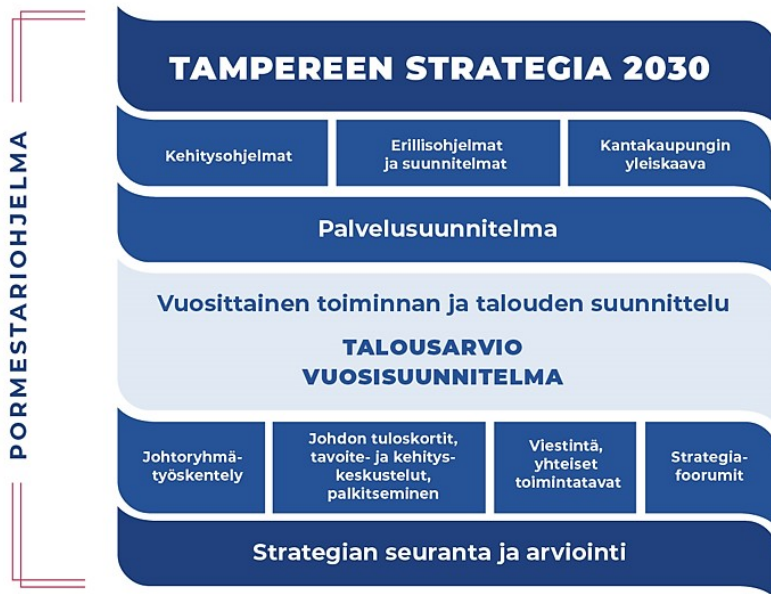 PORMESTARIOHJELMA
TAMPEREEN STRATEGIA 2030
Kehitysohjelmat
Erillisohjelmat
ja suunnitelmat
Kantakaupungin
yleiskaava
Palvelusuunnitelma
Vuosittainen toiminnan ja talouden suunnittelu
TALOUSARVIO
VUOSISUUNNITELMA
Johtoryhmä-
työskentely
Johdon tuloskortit,
tavoite- ja kehitys-
keskustelut,
palkitseminen
Viestintä,
yhteiset
toimintatavat
Strategia-
foorumit
Strategian seuranta ja arviointi